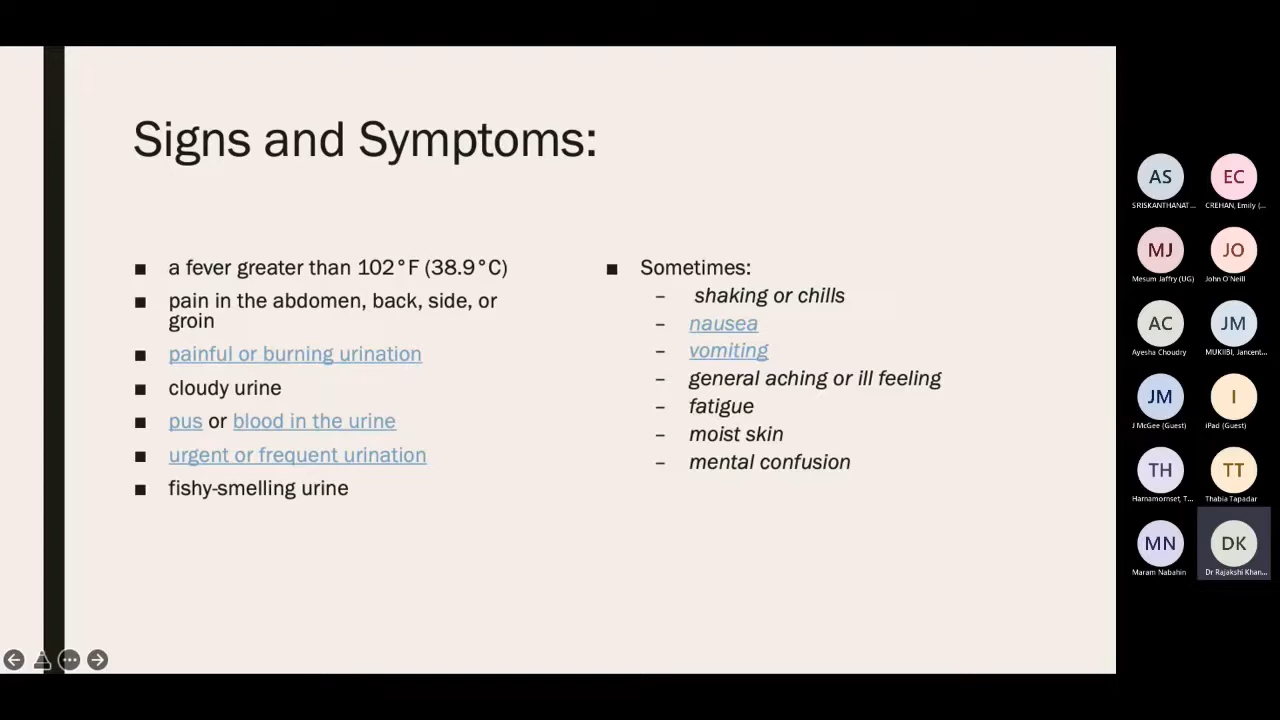 Signs and Symptoms:
a fever greater than 102°F (38.9°C)
pain in the abdomen, back, side, or
groin
painful or burning urination
cloudy urine
pus or blood in the urine
urgent or frequent urination
fishy-smelling urine
Sometimes:
shaking or chills
nausea
vomiting
general aching or ill feeling
fatigue
moist skin
mental confusion
AS
SRISKANTHANAT...
EC
CREHAN, Emily (...
MJ
Mesum Jaffry (UG)
JO
John O'Neill
AC
Ayesha Choudry
JM
MUKIIBI, Jancent...
JM
J McGee (Guest)
I
iPad (Guest)
TH
Harnamornset, T...
TT
Thabia Tapadar
MN
Maram Nabahin
DK
Dr Rajakshi Khan...